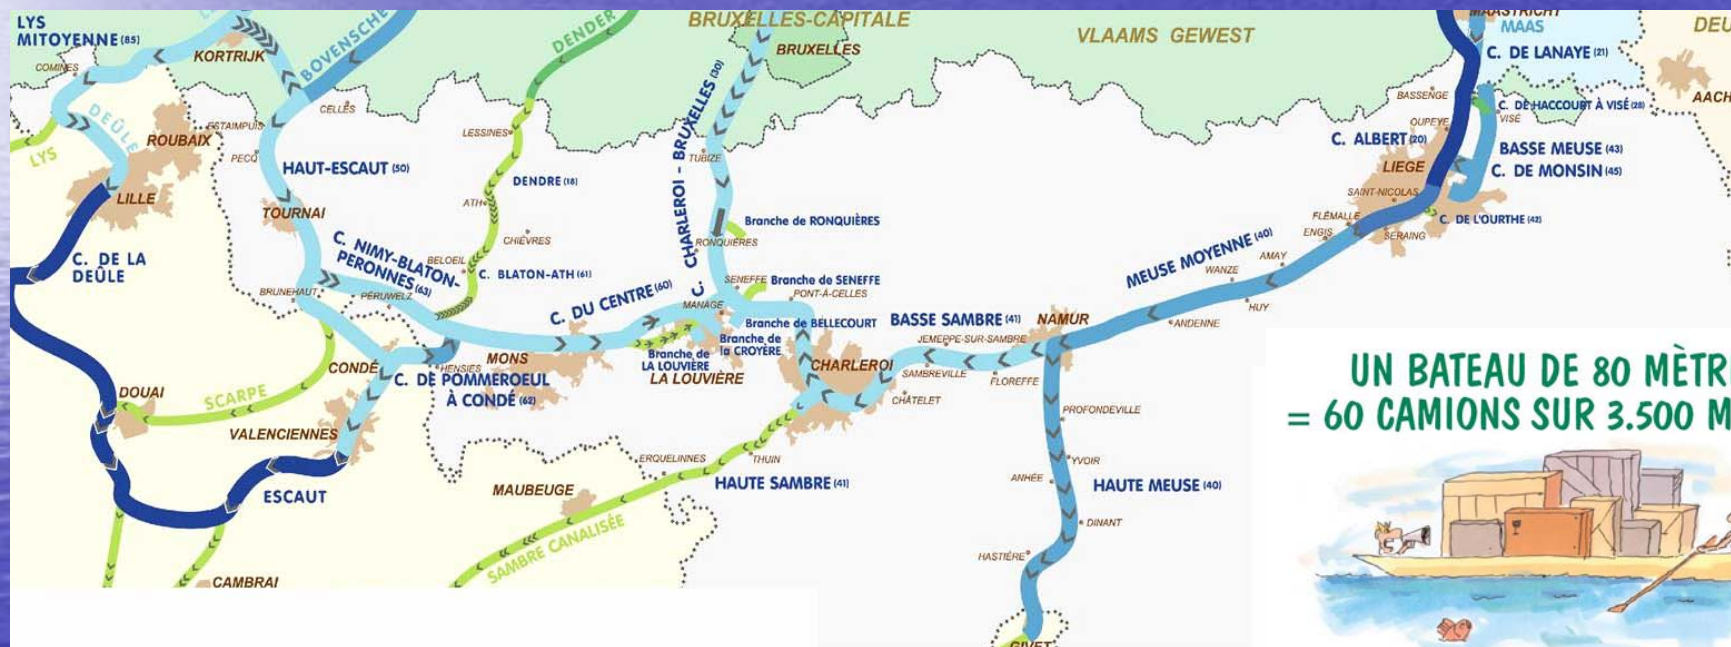 LYS
MITOYENNE (85)
COMINES
KORTRIJK
BOVENSCHE
DENDER
BRUXELLES-CAPITALE
BRUXELLES
VLAAMS GEWEST
MAASTRICHT
MAAS
C. DE LANAYE (21)
AACH
BASSENGE
C. DE HACCOURT À VISÉ (28)
VISÉ
OUPEYE
C. ALBERT (20)
LIEGE
BASSE MEUSE (43)
C. DE MONSIN (45)
SAINT-NICOLAS
FLÉMALLE
ENGIS
SERAING
C. DE L'OURTHE (42)
DEÛLE
ROUBAIX
LYS
LILLE
C. DE LA
DEÛLE
ESTAIMPUIS
CELLES
PECQ
HAUT-ESCAUT (50)
TOURNAI
LESSINES
DENDRE (18)
ATH
CHIÈVRES
BELOEIL
C. BLATON-ATH (61)
C. NIMY-BLATON-
PERONNES (63)
BRUNEHAUT
PÉRUWELZ
C. CHARLEROI - BRUXELLES (30)
TUBIZE
Branche de RONQUIÈRES
RONQUIÈRES
SENEFFE
Branche de SENEFFE
PONT-À-CELLES
MANAGE
C. DU CENTRE (60)
Branche de BELLECOURT
Branche de
la CROYÈRE
Branche de
LA LOUVIÈRE
LA LOUVIÈRE
MONS
HENSIES
C. DE POMMEROEUL
À CONDÉ (62)
CONDÉ
BASSE SAMBRE (41)
JEMEPPE-SUR-SAMBRE
NAMUR
CHARLEROI
SAMBREVILLE
FLOREFFE
CHÂTELET
MEUSE MOYENNE (40)
WANZE
AMAY
HUY
ANDENNE
DOUAI
SCARPE
VALENCIENNES
ESCAUT
CAMBRAI
MAUBEUGE
ERQUELINNES
THUIN
HAUTE SAMBRE (41)
SAMBRE CANALISÉE
PROFONDEVILLE
YVOIR
ANHÉE
HAUTE MEUSE (40)
DINANT
HASTIÈRE
GIVET
UN BATEAU DE 80 MÈTR
= 60 CAMIONS SUR 3.500 M